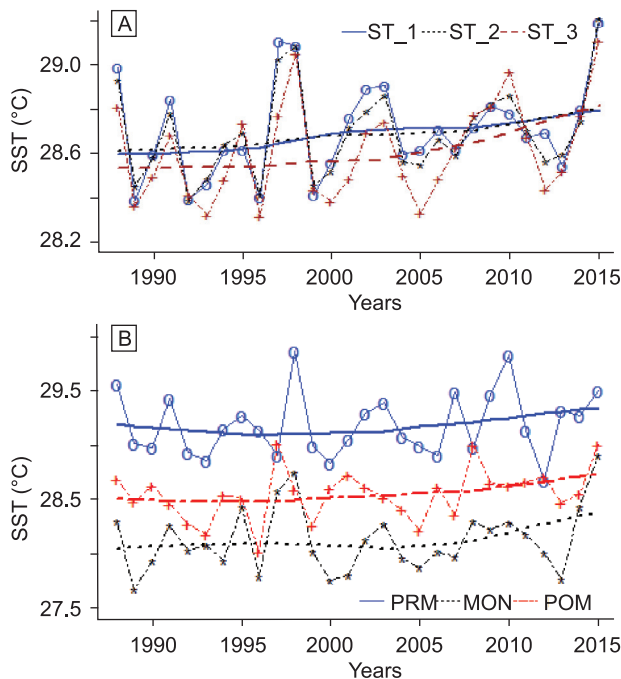 A
ST_1 ST_2 ST_3
SST (°C)
29.0
28.6
28.2
1990 1995 2000 2005 2010 2015
Years
B
SST (°C)
29.5
28.5
27.5
PRM MON POM
1990 1995 2000 2005 2010 2015
Years